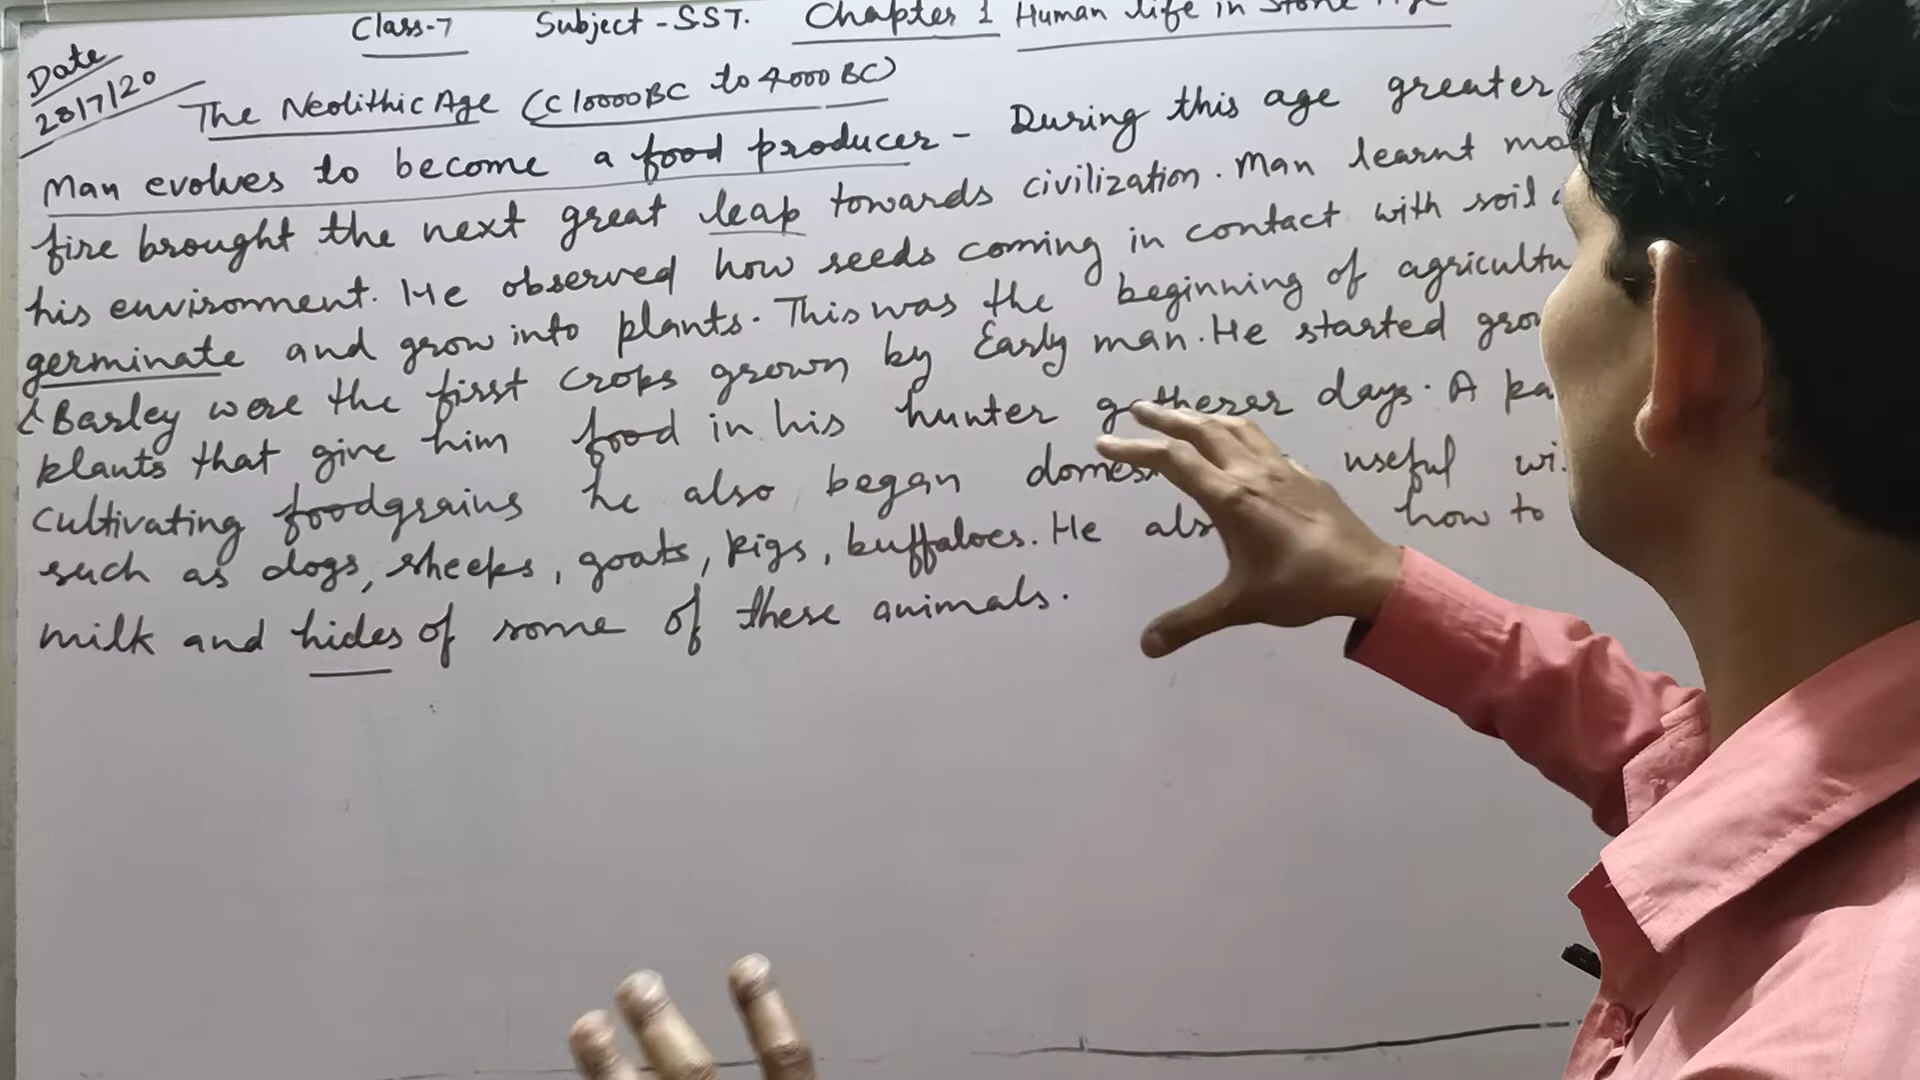 Class-7 Subject - SST. Chapter 1 Human life in Stone Age
Date
28/7/20
The Neolithic Age (C 10000 BC to 4000 BC)
Man evolves to become a food producer - During this age greater
fire brought the next great leap towards civilization. Man learnt
his environment. He observed how seeds coming in contact with soil
germinate and grow into plants. This was the beginning of
& Barley were the first crops grown by Early man. He started
plants that give him food in his hunter gatherer days. A
cultivating foodgrains he also began useful
such as dogs, sheeps, goats, pigs, buffaloes. He how to
milk and hides of some of these animals.